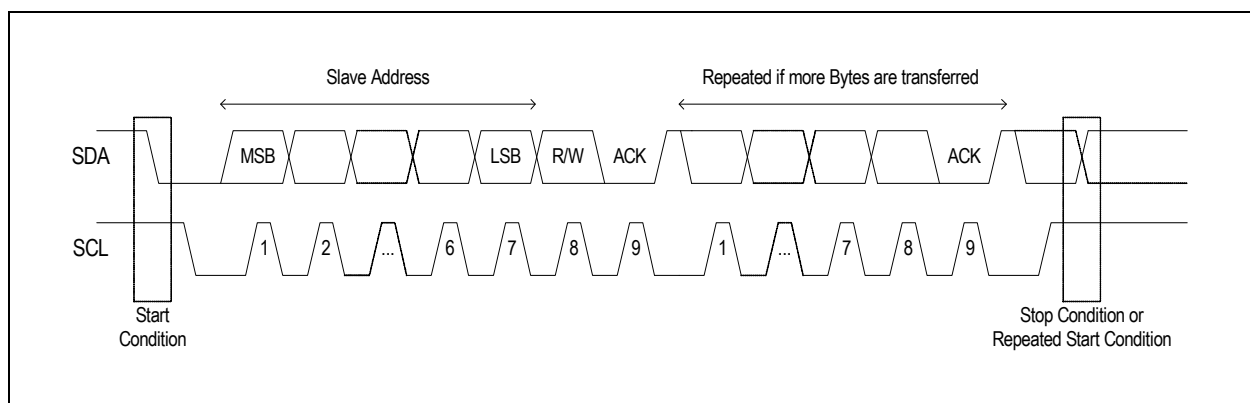 Slave Address
Repeated if more Bytes are transferred
SDA
MSB
LSB
R/W
ACK
ACK
SCL
1
2
...
6
7
8
9
1
...
7
8
9
Start
Condition
Stop Condition or
Repeated Start Condition